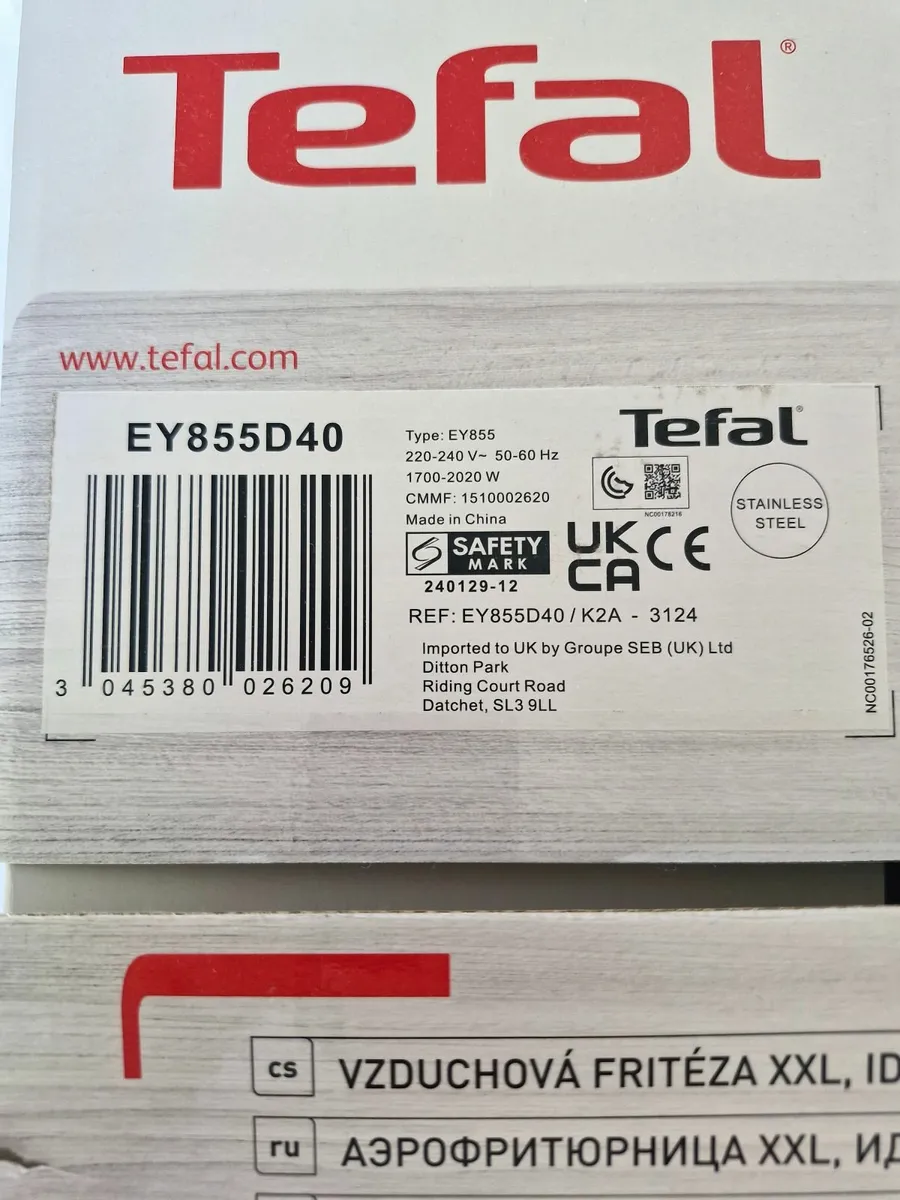 Tefal®
www.tefal.com
EY855D40
3 045380 026209
Type: EY855
220-240 V~ 50-60 Hz
1700-2020 W
CMMF: 1510002620
Made in China
SAFETY
MARK
240129-12
Tefal®
NC00178216
UK
CA
CE
STAINLESS
STEEL
REF: EY855D40 / K2A - 3124
Imported to UK by Groupe SEB (UK) Ltd
Ditton Park
Riding Court Road
Datchet, SL3 9LL
NC00176526-02
cs VZDUCHOVÁ FRITÉZA XXL, ID
ru АЭРОФРИТЮРНИЦА XXL, ИД